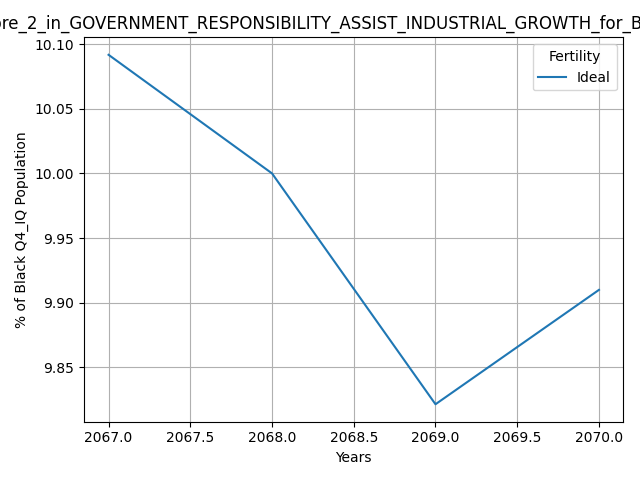 ore_2_in_GOVERNMENT_RESPONSIBILITY_ASSIST_INDUSTRIAL_GROWTH_for_B
10.10
10.05
10.00
9.95
9.90
9.85
% of Black Q4_IQ Population
Fertility
Ideal
2067.0 2067.5 2068.0 2068.5 2069.0 2069.5 2070.0
Years